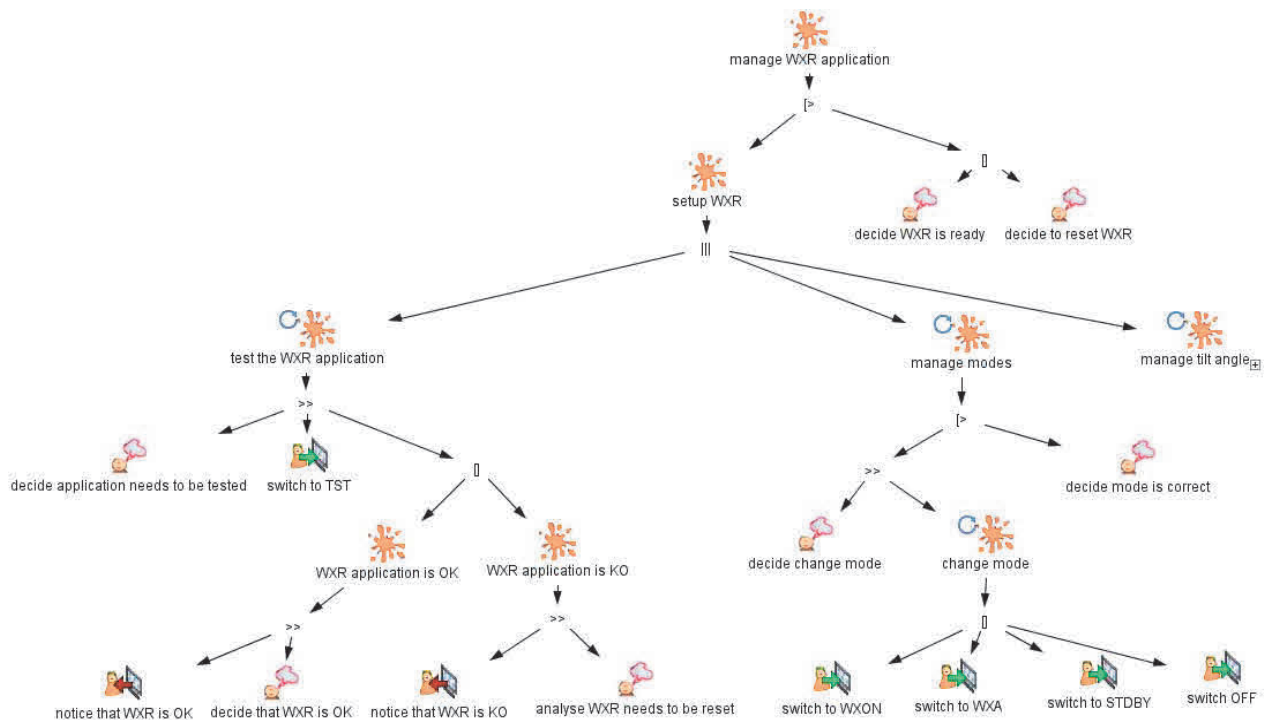 manage WXR application
[>
[]
setup WXR
decide WXR is ready
decide to reset WXR
|||
test the WXR application
manage modes
manage tilt angle
>>
[>
decide application needs to be tested
switch to TST
[]
>>
decide mode is correct
WXR application is OK
WXR application is KO
decide change mode
change mode
>>
>>
[]
notice that WXR is OK
decide that WXR is OK
notice that WXR is KO
analyse WXR needs to be reset
switch to WXON
switch to WXA
switch to STDBY
switch OFF